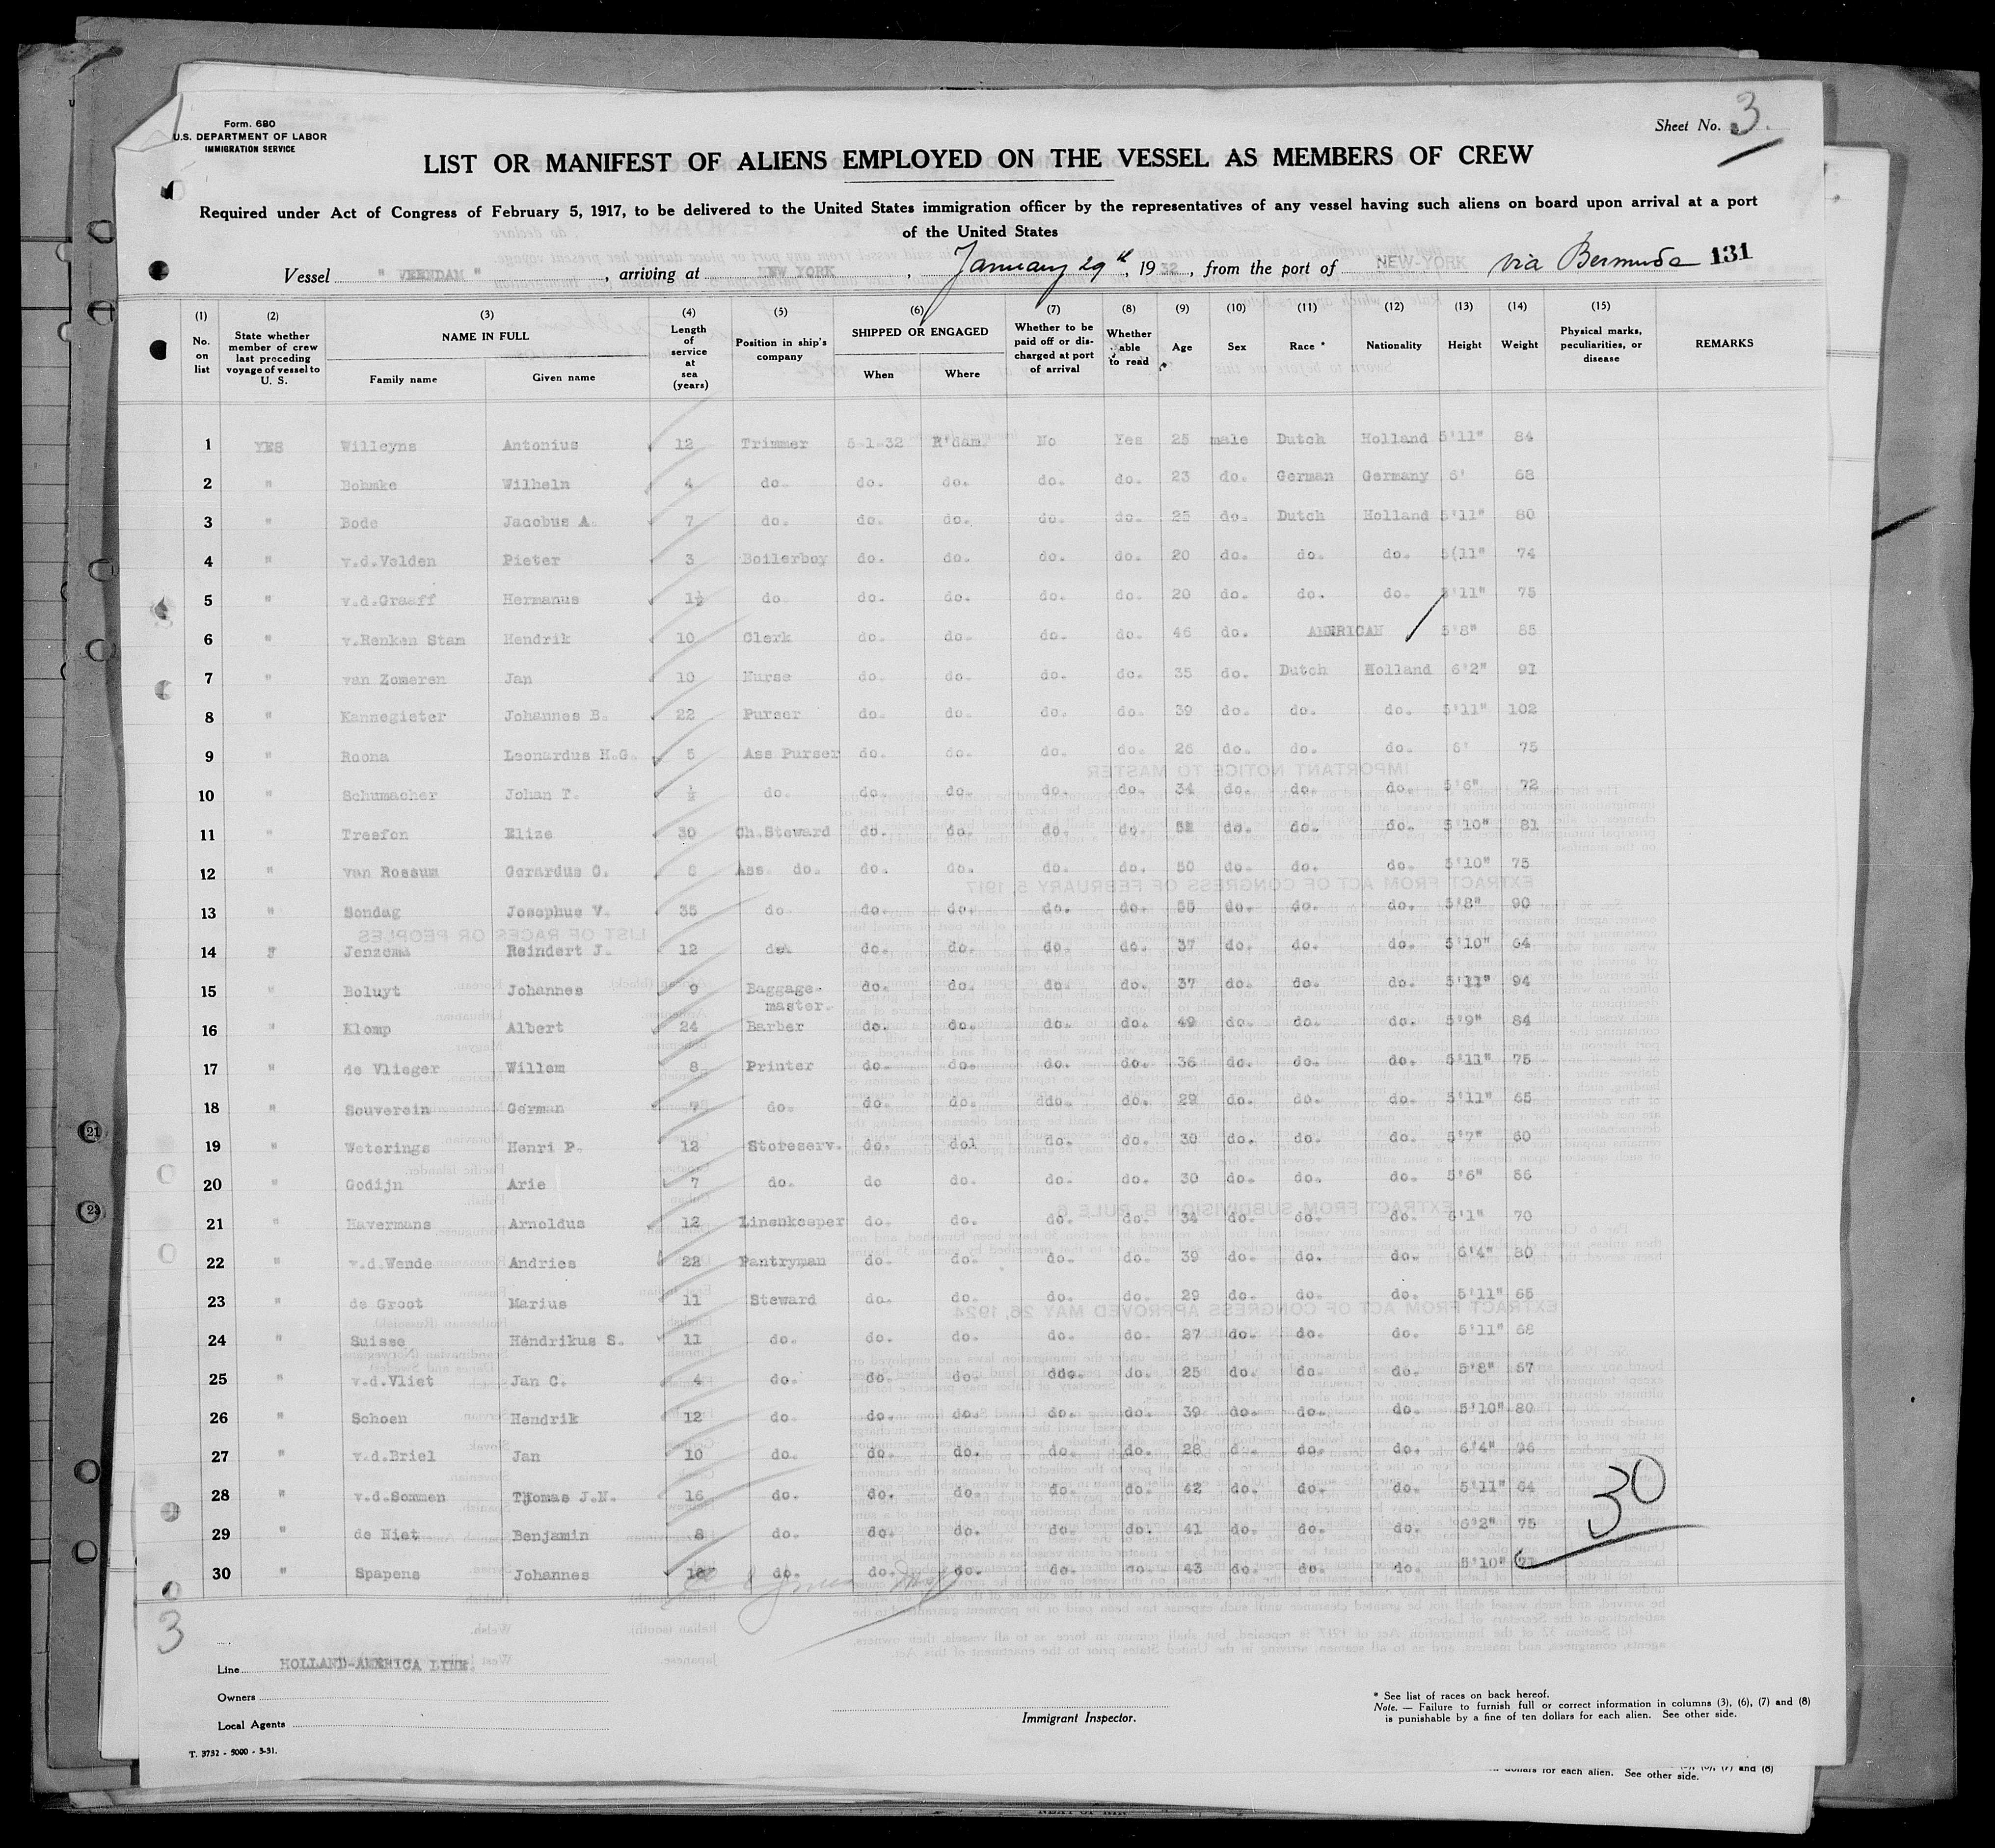 Form. 680
U.S. DEPARTMENT OF LABOR
IMMIGRATION SERVICE
Sheet No. 3.
LIST OR MANIFEST OF ALIENS EMPLOYED ON THE VESSEL AS MEMBERS OF CREW
Required under Act of Congress of February 5, 1917, to be delivered to the United States immigration officer by the representatives of any vessel having such aliens on board upon arrival at a port
of the United States
Vessel " VEENDAM ", arriving at NEW YORK, January 29th, 1932, from the port of NEW-YORK via Bermuda 131
(1) No. on list (2) State whether member of crew last preceding voyage of vessel to U. S. (3) NAME IN FULL Family name Given name (4) Length of service at sea (years) (5) Position in ship's company (6) SHIPPED OR ENGAGED When Where (7) Whether to be paid off or discharged at port of arrival (8) Whether able to read (9) Age (10) Sex (11) Race * (12) Nationality (13) Height (14) Weight (15) Physical marks, peculiarities, or disease REMARKS
1 YES Willcyns Antonius 12 Trimmer 5-1-32 R'dam. No Yes 25 male Dutch Holland 5'11" 84
2 " Bohmke Wilheln 4 do. do. do. do. do. 23 do. German Germany 6' 68
3 " Bode Jacobus A. 7 do. do. do. do. do. 25 do. Dutch Holland 5'11" 80
4 " v.d.Velden Pieter 3 Boilerboy do. do. do. do. 20 do. do. do. 5(11" 74
5 " v.d.Graaff Hermanus 1½ do do. do. do. do. 20 do. do. do. 5'11" 75
6 " v.Renken Stam Hendrik 10 Clerk do. do. do. do. 46 do. AMERICAN 5'8" 85
7 " van Zomeren Jan 10 Nurse do. do. do. do. 35 do. Dutch Holland 6'2" 91
8 " Kannegieter Johannes B. 22 Purser do. do. do. do. 39 do. do. do. 5'11" 102
9 " Roona Leonardus H.G. 5 Ass Purser do. do. do. do. 26 do. do. do. 6' 75
10 " Schumacher Johan T. ½ do. do. do. do. do. 34 do. do. do. 5'6" 72
11 " Treefon Elize 30 Ch.Steward do. do. do. do. 52 do. do. do. 5'10" 81
12 " van Rossum Gerardus C. 8 Ass. do. do. do. do. do. 50 do. do. do. 5'10" 75
13 " Sondag Josephus V. 35 do do. do. do. do. 55 do. do. do. 5'8" 90
14 " Jenzema Reindert J. 12 do. do. do. do. do. 37 do. do. do. 5'10" 64
15 " Boluyt Johannes 9 Baggage- master. do. do. do. do. 37 do. do. do. 5'11" 94
16 " Klomp Albert 24 Barber do. do. do. do. 49 do. do. do. 5'9" 84
17 " de Vlieger Willem 8 Printer do. do. do. do. 36 do. do. do. 5'11" 75
18 " Souverein German 7 do. do. do. ddo. do. 29 do. do. do. 5'11" 65
19 " Weterings Henri P. 12 Storeserv. do. do1 do. do. 30 do. do. do. 5'7" 60
20 " Godijn Arie 7 do. do do. do. do. 30 do. do. do. 5'6" 56
21 " Havermans Arnoldus 12 Linenkeeper do. do. do. do. 34 do. do. do. 6'1" 70
22 " v.d.Wende Andries 22 Pantryman do. do. do. do. 39 do. do. do. 6'4" 80
23 " de Groot Marius 11 Steward do. do. do. do. 29 do. do. do. 5'11" 65
24 " Suisse Hendrikus S. 11 do. do. do. do. do. 27 do. do. do. 5'11" 68
25 " v.d.Vliet Jan C. 4 do. do. do. ddo. do. 25 do. do. do. 5'8" 67
26 " Schoen Hendrik 12 do. do. do. do. do. 39 do. do. do. 5'10" 80
27 " v.d.Briel Jan 10 do. do. do. do. do. 28 do. do. do. 6'4" 96
28 " v.d.Sommen Thomas J.N. 16 do. do. do. do. do. 42 do. do. do. 5'11" 64
29 " de Niet Benjamin 8 do. do. do. do. do. 41 do. do. do. 6'2" 75
30 " Spapens Johannes 18 do. do. do. do. do. 43 do. do. do. 5'10" 77
30
3
Line HOLLAND-AMERICA LINE.
Owners
Local Agents
Immigrant Inspector.
* See list of races on back hereof.
Note. — Failure to furnish full or correct information in columns (3), (6), (7) and (8)
is punishable by a fine of ten dollars for each alien. See other side.
T. 3732 - 5000 - 3-31.
dollars for each alien. See other side.